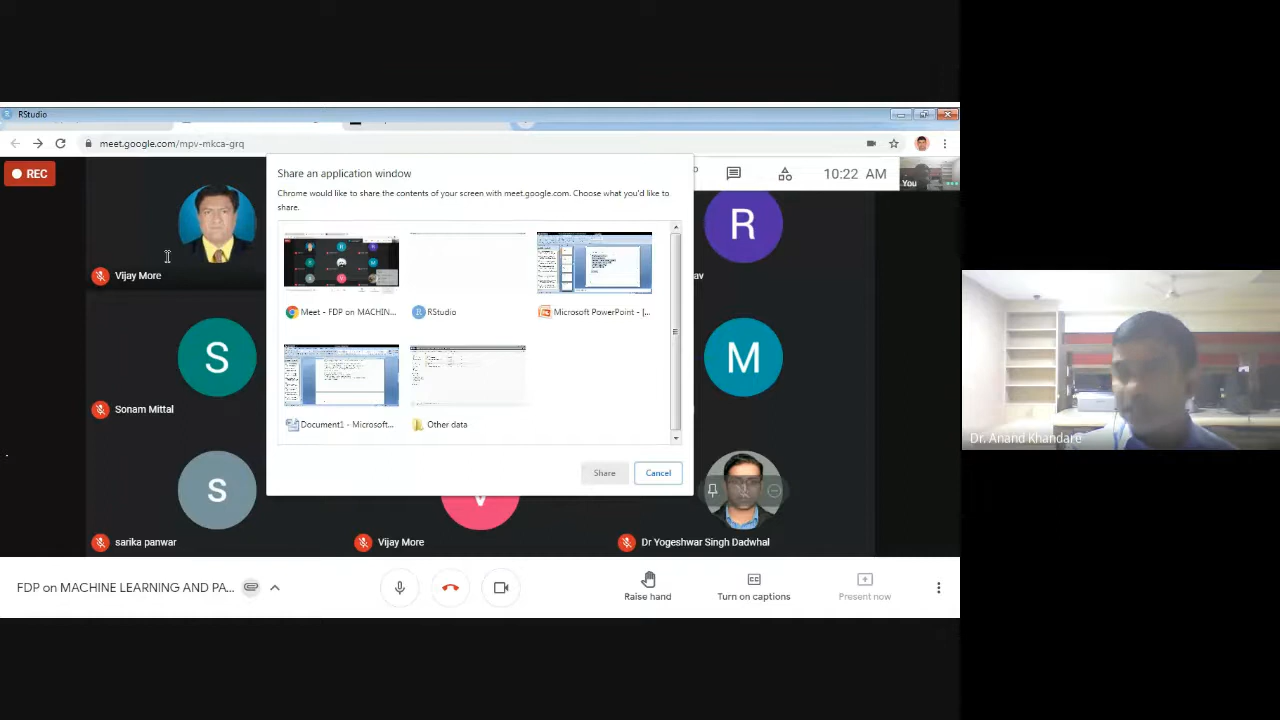 RStudio
meet.google.com/mpv-mkca-grq
REC
10:22 AM
You
Share an application window
Chrome would like to share the contents of your screen with meet.google.com. Choose what you'd like to
share.
Meet - FDP on MACHIN...
RStudio
Microsoft PowerPoint - [...
Document1 - Microsoft...
Other data
Share
Cancel
Vijay More
R
av
S
M
Sonam Mittal
Dr. Anand Khandare
S
sarika panwar
Vijay More
Dr Yogeshwar Singh Dadwhal
FDP on MACHINE LEARNING AND PA...
Raise hand
Turn on captions
Present now